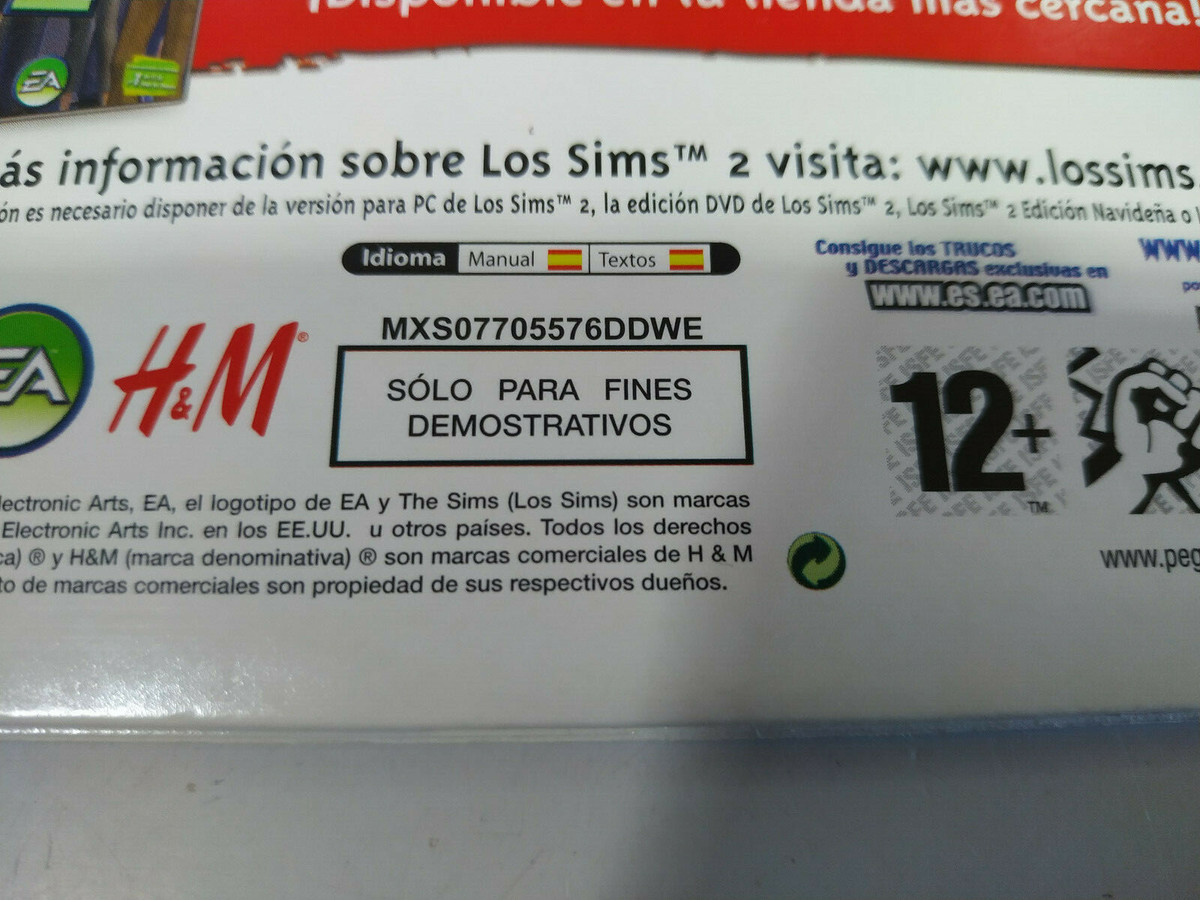 ¡Disponible en la tienda más cercana!
EA
ás información sobre Los Sims™ 2 visita: www.lossims.
ón es necesario disponer de la versión para PC de Los Sims™ 2, la edición DVD de Los Sims™ 2, Los Sims™ 2 Edición Navideña o l
Idioma Manual Textos
Consigue los TRUCOS
y DESCARGAS exclusivas en
www.es.ea.com
WWW
po
MXS07705576DDWE
EA
H&M®
SÓLO PARA FINES
DEMOSTRATIVOS
12+
™
lectronic Arts, EA, el logotipo de EA y The Sims (Los Sims) son marcas
Electronic Arts Inc. en los EE.UU. u otros países. Todos los derechos
ca) ® y H&M (marca denominativa) ® son marcas comerciales de H & M
to de marcas comerciales son propiedad de sus respectivos dueños.
www.peg